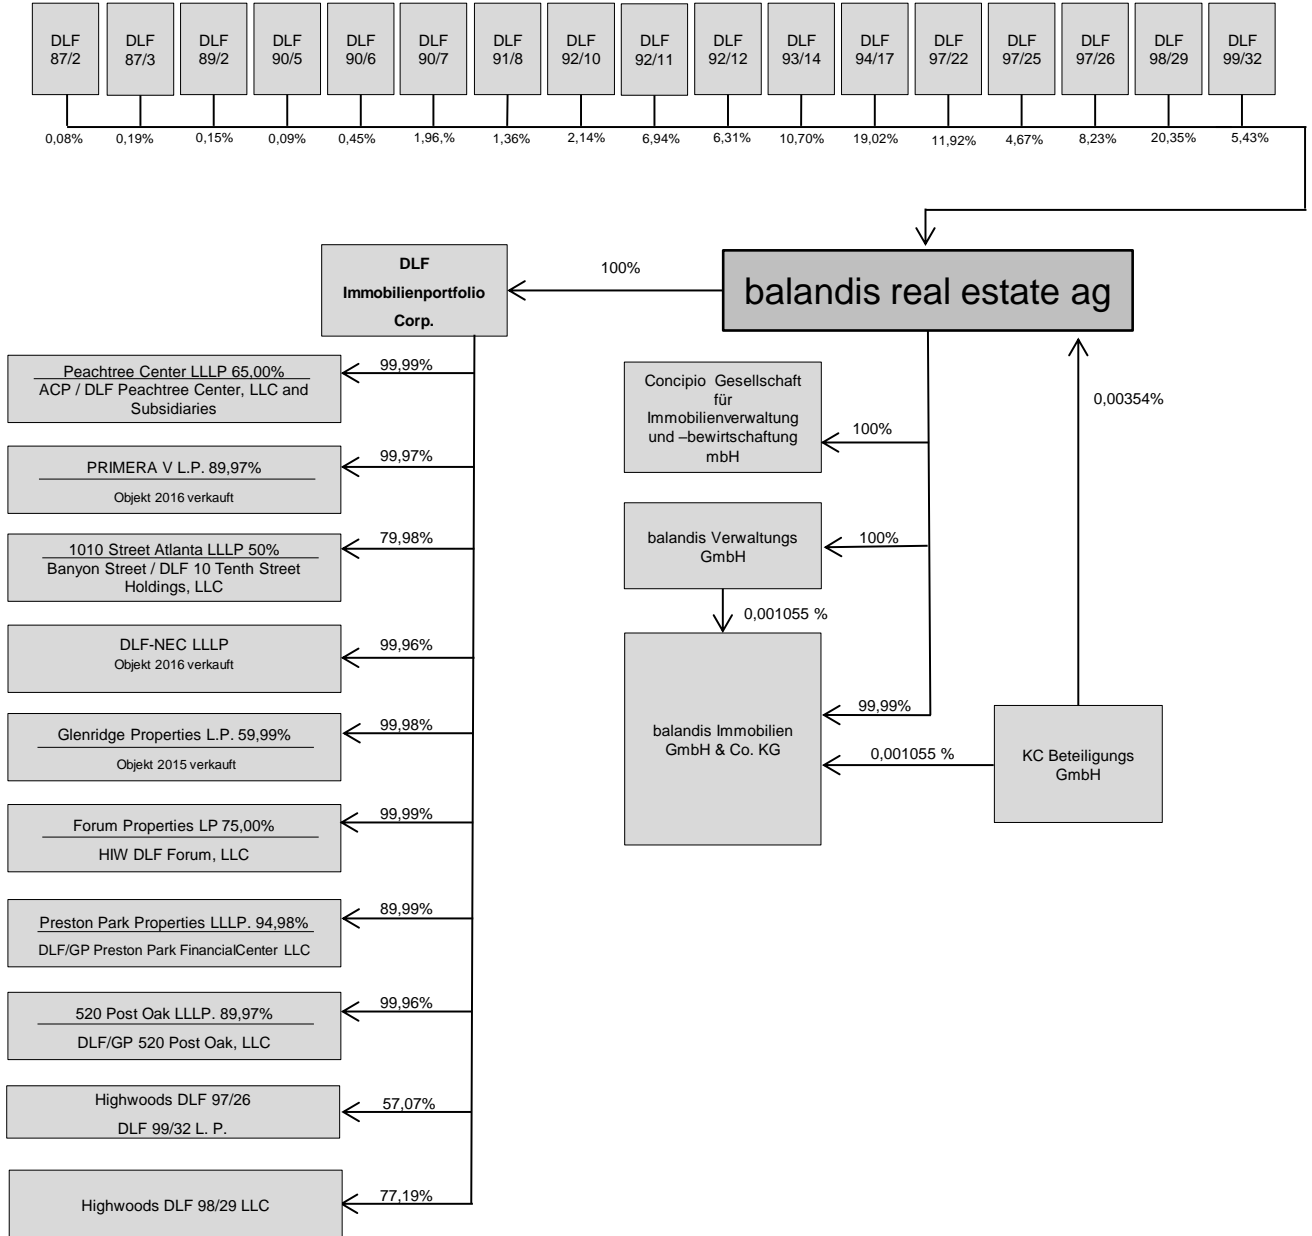 DLF
87/2
DLF
87/3
DLF
89/2
DLF
90/5
DLF
90/6
DLF
90/7
DLF
91/8
DLF
92/10
DLF
92/11
DLF
92/12
DLF
93/14
DLF
94/17
DLF
97/22
DLF
97/25
DLF
97/26
DLF
98/29
DLF
99/32
0,08%
0,19%
0,15%
0,09%
0,45%
1,96,%
1,36%
2,14%
6,94%
6,31%
10,70%
19,02%
11,92%
4,67%
8,23%
20,35%
5,43%
DLF
Immobilienportfolio
Corp.
100%
balandis real estate ag
Peachtree Center LLLP 65,00%
ACP / DLF Peachtree Center, LLC and
Subsidiaries
99,99%
PRIMERA V L.P. 89,97%
Objekt 2016 verkauft
99,97%
1010 Street Atlanta LLLP 50%
Banyon Street / DLF 10 Tenth Street
Holdings, LLC
79,98%
DLF-NEC LLLP
Objekt 2016 verkauft
99,96%
Glenridge Properties L.P. 59,99%
Objekt 2015 verkauft
99,98%
Forum Properties LP 75,00%
HIW DLF Forum, LLC
99,99%
Preston Park Properties LLLP. 94,98%
DLF/GP Preston Park FinancialCenter LLC
89,99%
520 Post Oak LLLP. 89,97%
DLF/GP 520 Post Oak, LLC
99,96%
Highwoods DLF 97/26
DLF 99/32 L. P.
57,07%
Highwoods DLF 98/29 LLC
77,19%
Concipio Gesellschaft
für
Immobilienverwaltung
und –bewirtschaftung
mbH
100%
balandis Verwaltungs
GmbH
100%
0,001055 %
balandis Immobilien
GmbH & Co. KG
99,99%
0,001055 %
KC Beteiligungs
GmbH
0,00354%